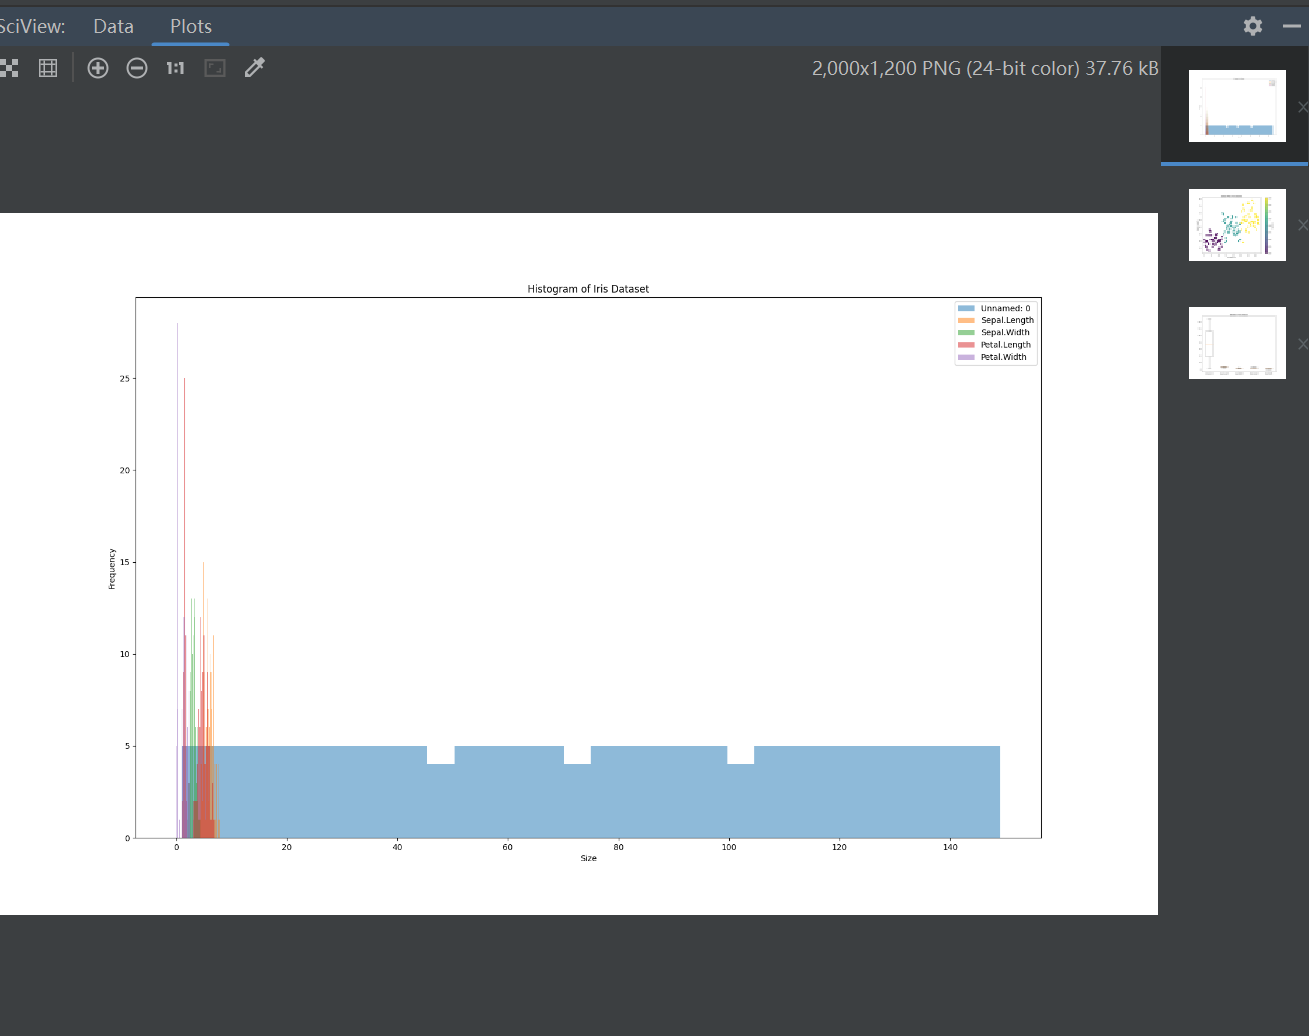 SciView: Data Plots
1:1 2,000x1,200 PNG (24-bit color) 37.76 kB
Histogram of Iris Dataset
Unnamed: 0
Sepal.Length
Sepal.Width
Petal.Length
Petal.Width
Frequency
25
20
15
10
5
0
0 20 40 60 80 100 120 140
Size